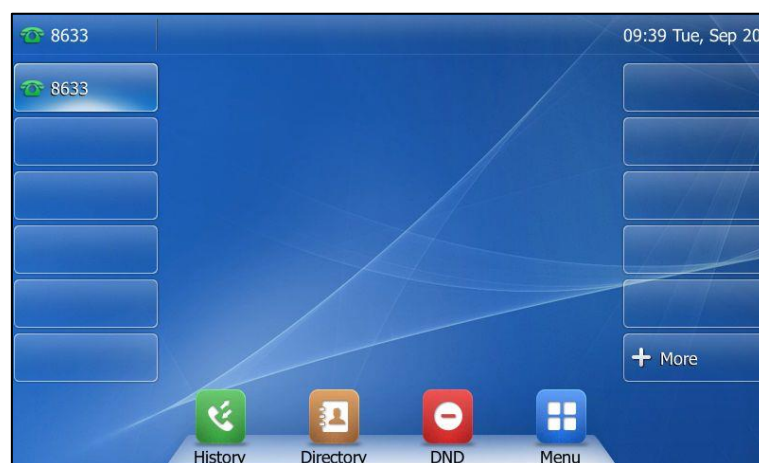 8633
09:39 Tue, Sep 20
8633
More
History
Directory
DND
Menu